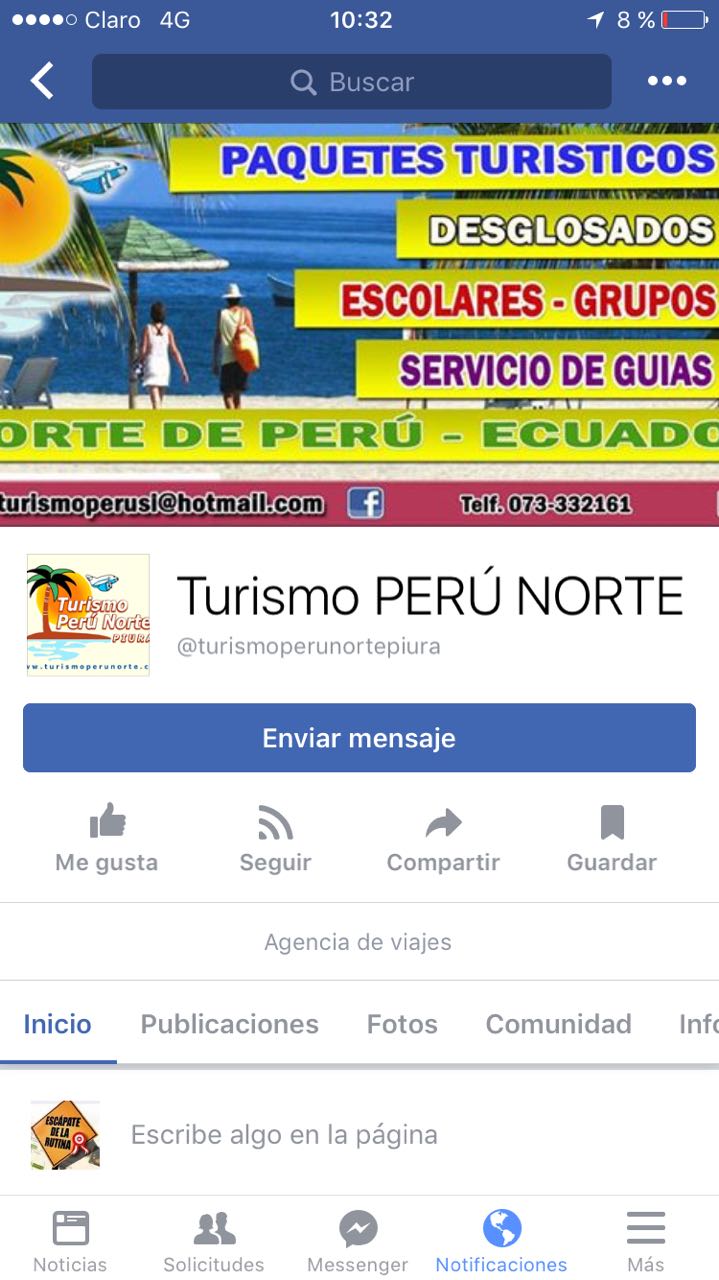 Claro 4G 10:32 8 %
Buscar
PAQUETES TURISTICOS
DESGLOSADOS
ESCOLARES - GRUPOS
SERVICIO DE GUIAS
ORTE DE PERÚ - ECUADO
turismoperusi@hotmail.com Telf. 073-332161
Turismo
Perú Norte
PIURA
www.turismoperunorte.c
Turismo PERÚ NORTE
@turismoperunortepiura
Enviar mensaje
Me gusta Seguir Compartir Guardar
Agencia de viajes
Inicio Publicaciones Fotos Comunidad Info
ESCÁPATE
DE LA
RUTINA
Escribe algo en la página
Noticias Solicitudes Messenger Notificaciones Más